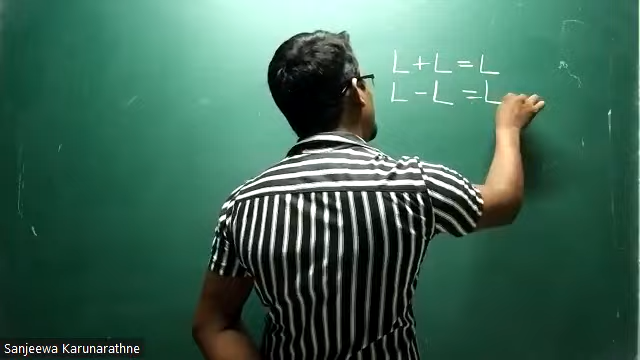 L + L = L
L - L = L
Sanjeewa Karunarathne